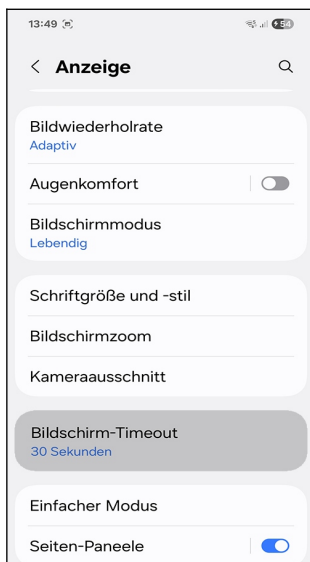 13:49
54
Anzeige
Bildwiederholrate
Adaptiv
Augenkomfort
Bildschirmmodus
Lebendig
Schriftgröße und -stil
Bildschirmzoom
Kameraausschnitt
Bildschirm-Timeout
30 Sekunden
Einfacher Modus
Seiten-Paneele